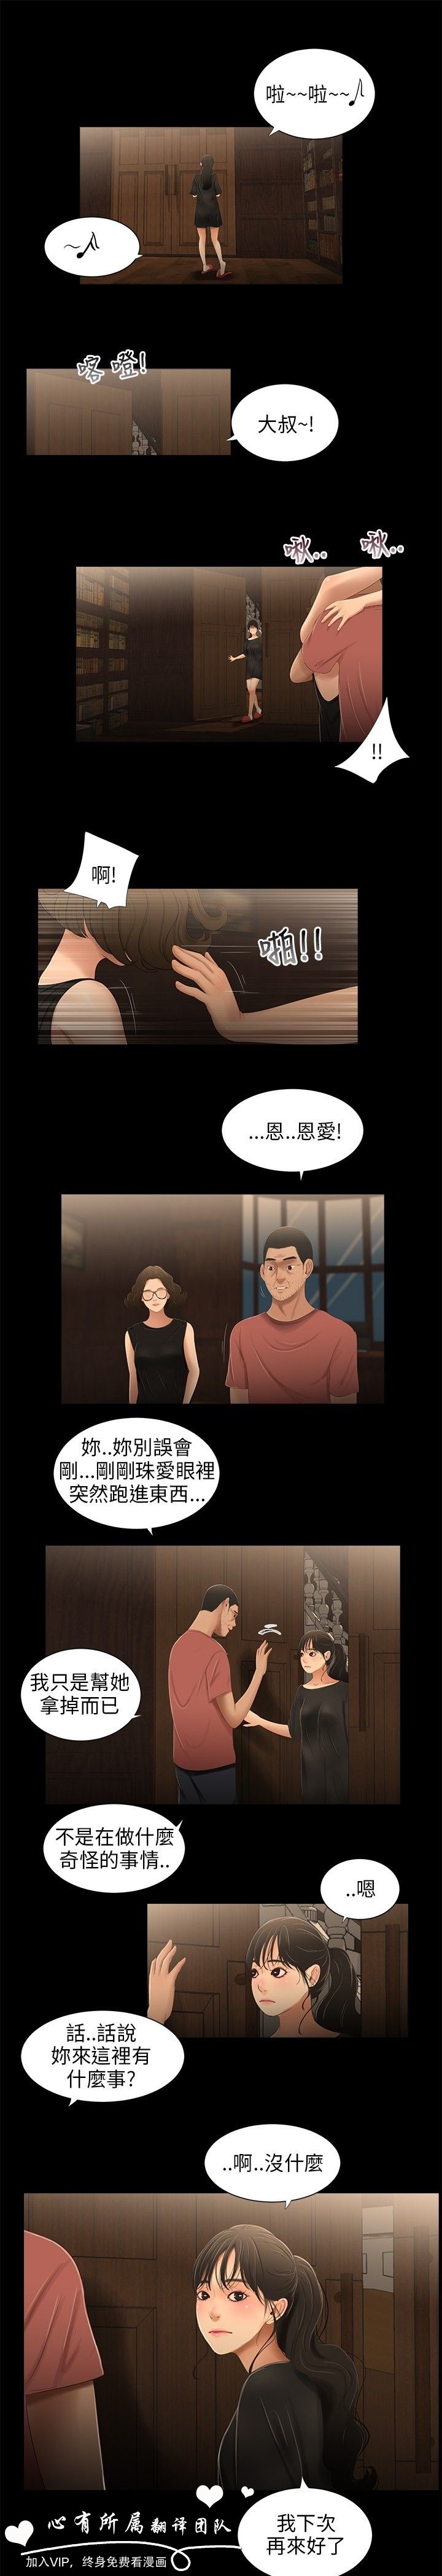 啦~~啦~~♪
~♪
喀噔!
大叔~!
啾.. 啾..
!!
啊!
啪!!
...恩..恩愛!
妳..妳別誤會
剛...剛剛珠愛眼裡
突然跑進東西...
我只是幫她
拿掉而已
不是在做什麼
奇怪的事情..
..嗯
話..話說
妳來這裡有
什麼事?
..啊..沒什麼
我下次
再來好了
心有所属翻译团队
加入VIP，终身免费看漫画